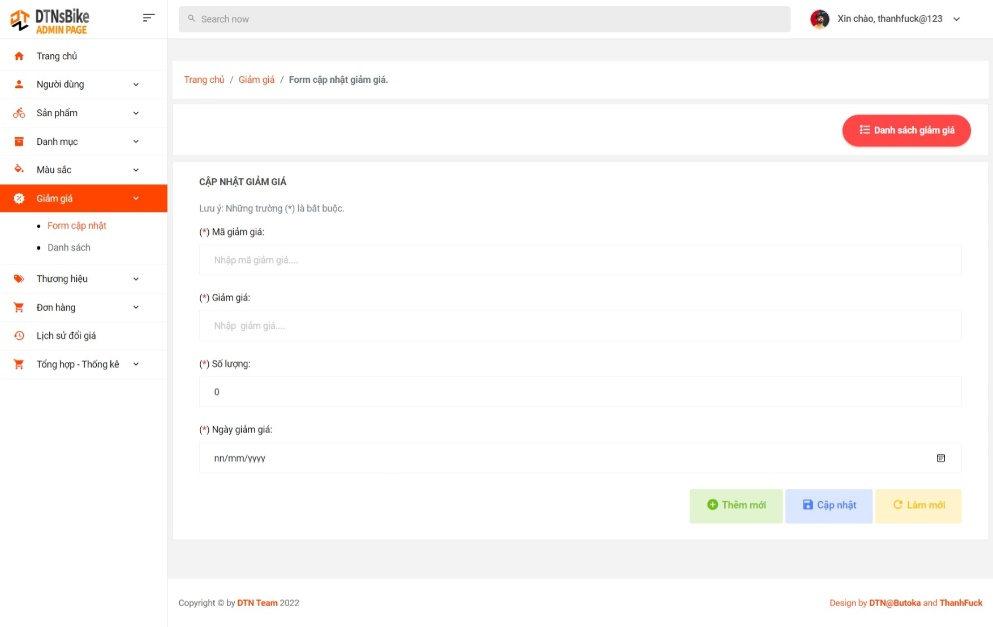 DTNsBike
ADMIN PAGE
Search now
Xin chào, thanhfuck@123
Trang chủ
Người dùng
Sản phẩm
Danh mục
Màu sắc
Giảm giá
Form cập nhật
Danh sách
Thương hiệu
Đơn hàng
Lịch sử đổi giá
Tổng hợp - Thống kê
Trang chủ / Giảm giá / Form cập nhật giảm giá.
Danh sách giảm giá
CẬP NHẬT GIẢM GIÁ
Lưu ý: Những trường (*) là bắt buộc.
(*) Mã giảm giá:
Nhập mã giảm giá....
(*) Giảm giá:
Nhập giảm giá....
(*) Số lượng:
0
(*) Ngày giảm giá:
nn/mm/yyyy
Thêm mới
Cập nhật
Làm mới
Copyright © by DTN Team 2022
Design by DTN@Butoka and ThanhFuck